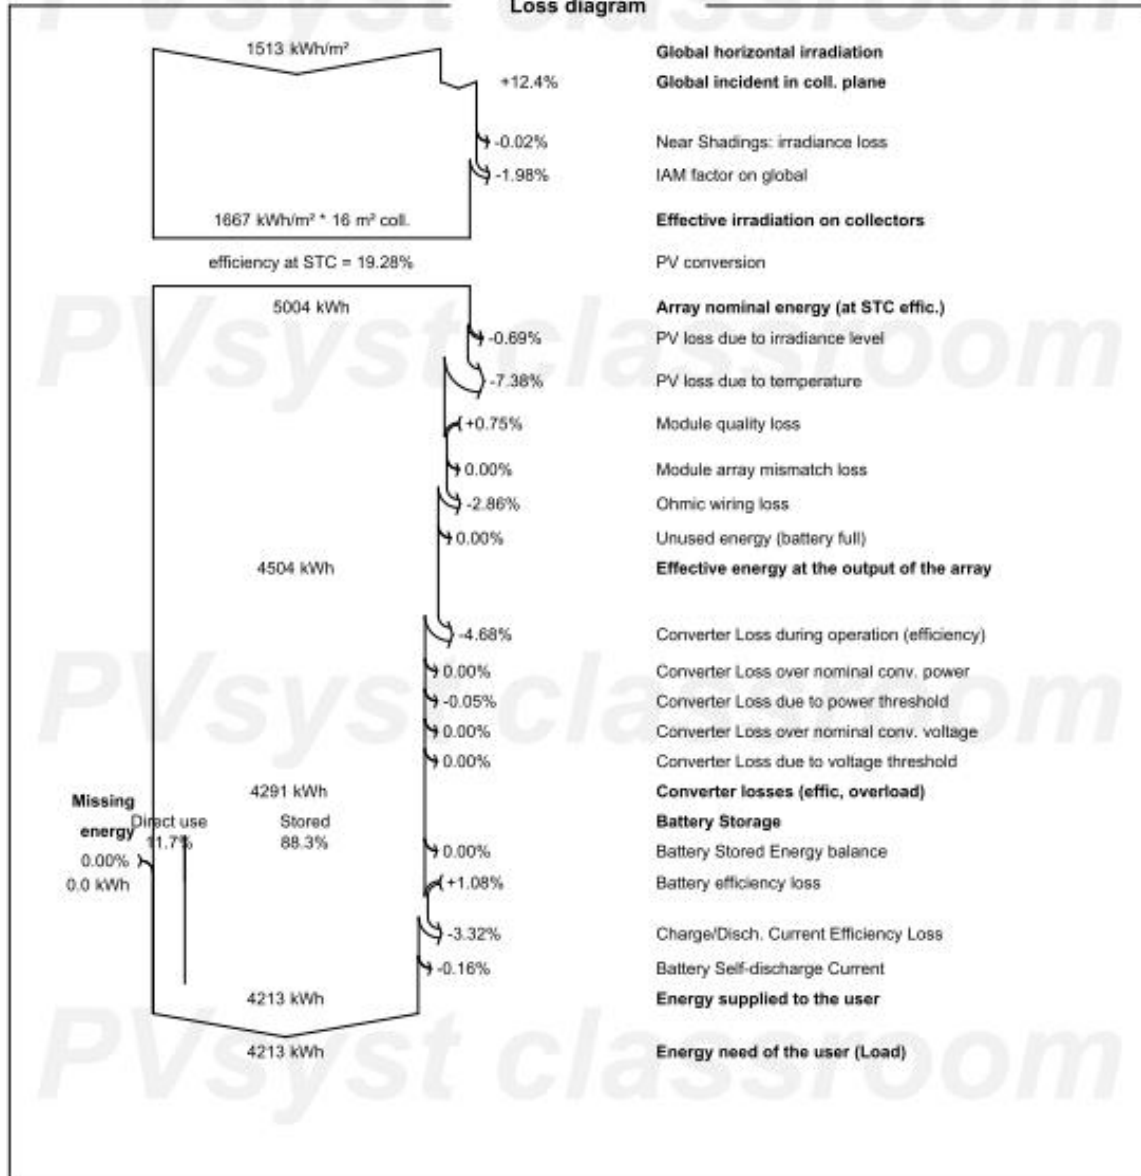 Loss diagram
1513 kWh/m² Global horizontal irradiation
+12.4% Global incident in coll. plane
-0.02% Near Shadings: irradiance loss
-1.98% IAM factor on global
1667 kWh/m² * 16 m² coll. Effective irradiation on collectors
efficiency at STC = 19.28% PV conversion
5004 kWh Array nominal energy (at STC effic.)
-0.69% PV loss due to irradiance level
-7.38% PV loss due to temperature
+0.75% Module quality loss
0.00% Module array mismatch loss
-2.86% Ohmic wiring loss
0.00% Unused energy (battery full)
4504 kWh Effective energy at the output of the array
-4.68% Converter Loss during operation (efficiency)
0.00% Converter Loss over nominal conv. power
-0.05% Converter Loss due to power threshold
0.00% Converter Loss over nominal conv. voltage
0.00% Converter Loss due to voltage threshold
4291 kWh Converter losses (effic, overload)
Missing
energy Direct use Stored Battery Storage
11.7% 88.3%
0.00% 0.00% Battery Stored Energy balance
0.0 kWh +1.08% Battery efficiency loss
-3.32% Charge/Disch. Current Efficiency Loss
-0.16% Battery Self-discharge Current
4213 kWh Energy supplied to the user
4213 kWh Energy need of the user (Load)
PVsyst classroom
PVsyst classroom
PVsyst classroom
PVsyst classroom